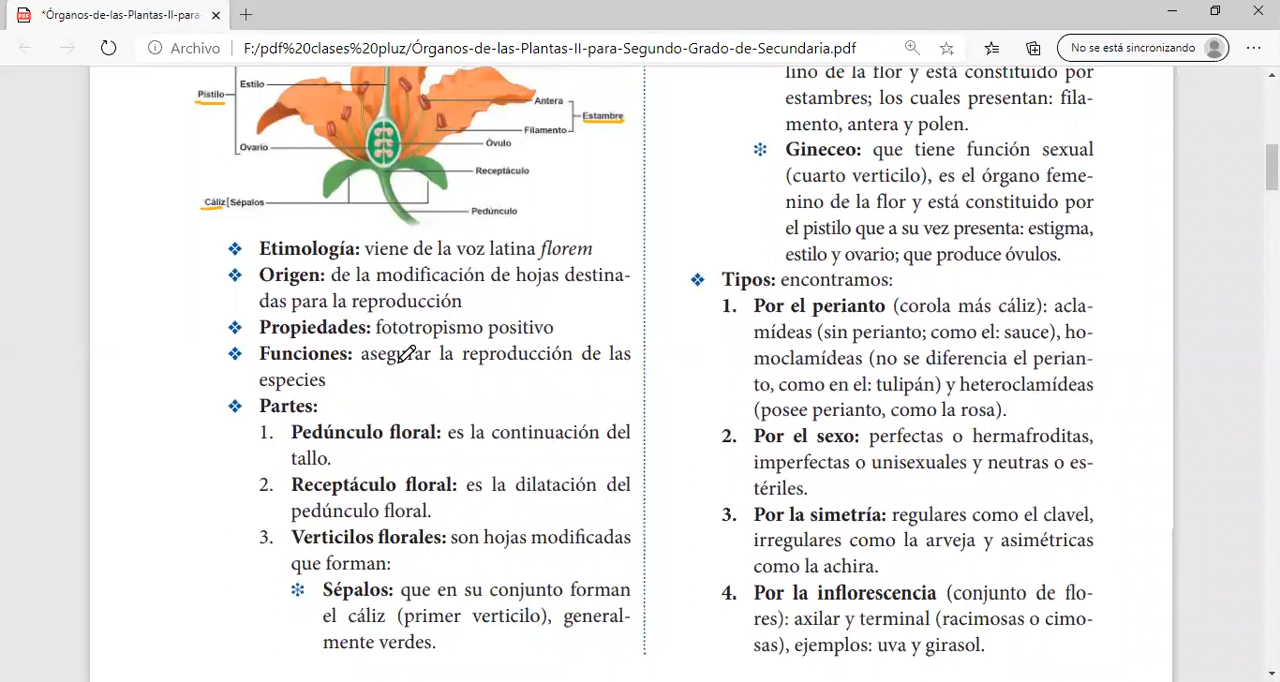 *Órganos-de-las-Plantas-II-para-
Archivo
F:/pdf%20clases%20pluz/Órganos-de-las-Plantas-II-para-Segundo-Grado-de-Secundaria.pdf
No se está sincronizando
Estilo
Pistilo
Ovario
Cáliz
Sépalos
Antera
Estambre
Filamento
Óvulo
Receptáculo
Pedúnculo
Etimología: viene de la voz latina florem
Origen: de la modificación de hojas destina-
das para la reproducción
Propiedades: fototropismo positivo
Funciones: asegurar la reproducción de las
especies
Partes:
1. Pedúnculo floral: es la continuación del
tallo.
2. Receptáculo floral: es la dilatación del
pedúnculo floral.
3. Verticilos florales: son hojas modificadas
que forman:
Sépalos: que en su conjunto forman
el cáliz (primer verticilo), general-
mente verdes.
lino de la flor y está constituido por
estambres; los cuales presentan: fila-
mento, antera y polen.
Gineceo: que tiene función sexual
(cuarto verticilo), es el órgano feme-
nino de la flor y está constituido por
el pistilo que a su vez presenta: estigma,
estilo y ovario; que produce óvulos.
Tipos: encontramos:
1. Por el perianto (corola más cáliz): acla-
mídeas (sin perianto; como el: sauce), ho-
moclamídeas (no se diferencia el perian-
to, como en el: tulipán) y heteroclamídeas
(posee perianto, como la rosa).
2. Por el sexo: perfectas o hermafroditas,
imperfectas o unisexuales y neutras o es-
tériles.
3. Por la simetría: regulares como el clavel,
irregulares como la arveja y asimétricas
como la achira.
4. Por la inflorescencia (conjunto de flo-
res): axilar y terminal (racimosas o cimo-
sas), ejemplos: uva y girasol.